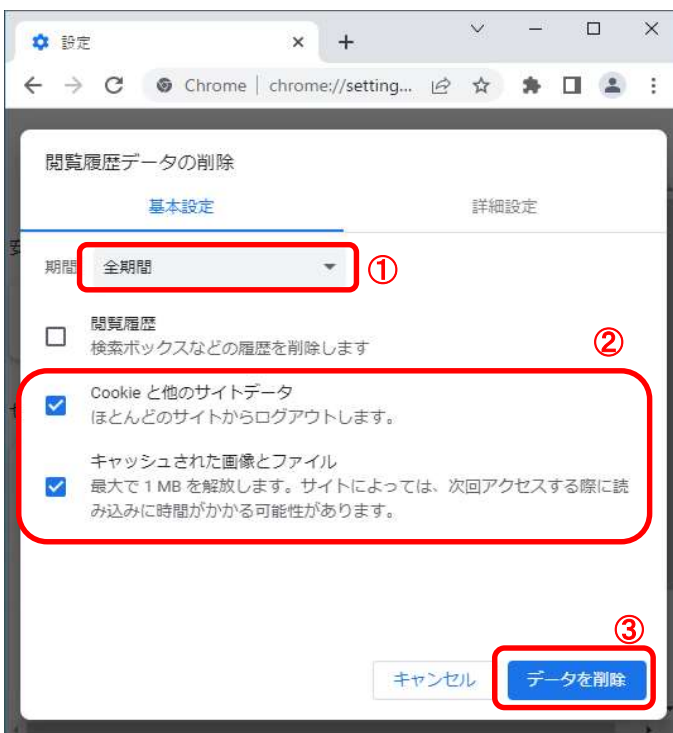 設定
Chrome | chrome://setting...
閲覧履歴データの削除
基本設定 詳細設定
期間 全期間 ①
閲覧履歴
検索ボックスなどの履歴を削除します
②
Cookie と他のサイトデータ
ほとんどのサイトからログアウトします。
キャッシュされた画像とファイル
最大で 1 MB を解放します。サイトによっては、次回アクセスする際に読
み込みに時間がかかる可能性があります。
③
キャンセル データを削除